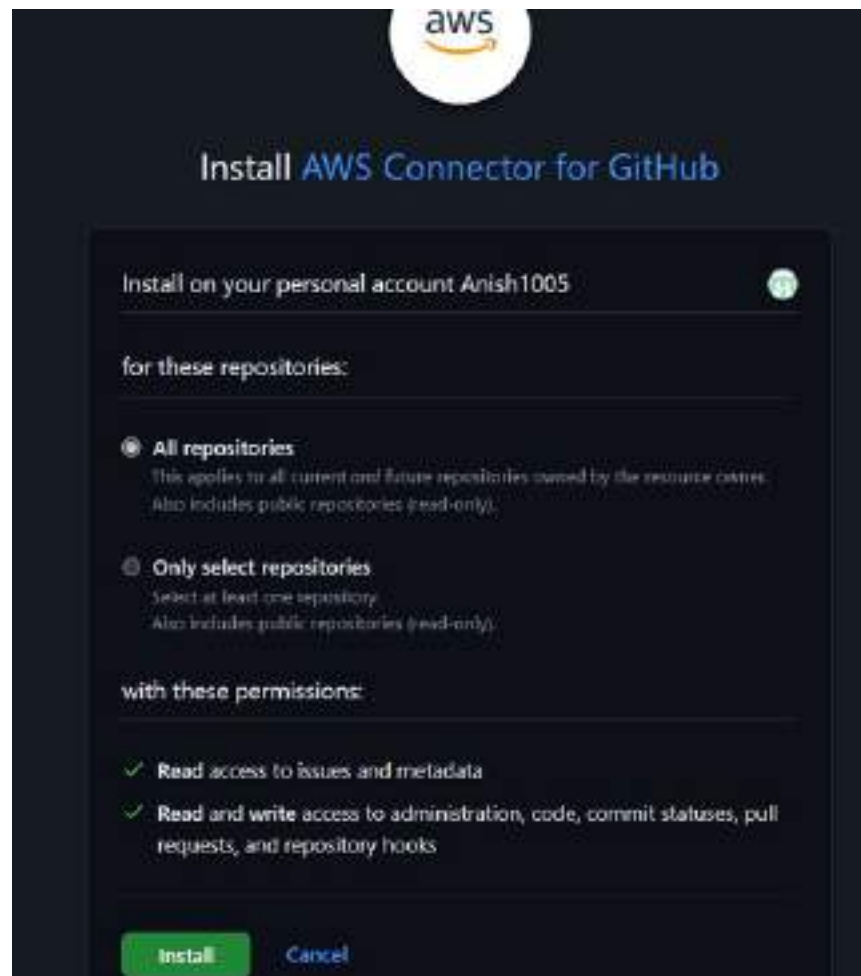 aws
Install AWS Connector for GitHub
Install on your personal account Anish1005
for these repositories:
All repositories
This applies to all current and future repositories owned by the resource owner.
Also includes public repositories (read-only).
Only select repositories
Select at least one repository.
Also includes public repositories (read-only).
with these permissions:
Read access to issues and metadata
Read and write access to administration, code, commit statuses, pull
requests, and repository hooks
Install Cancel